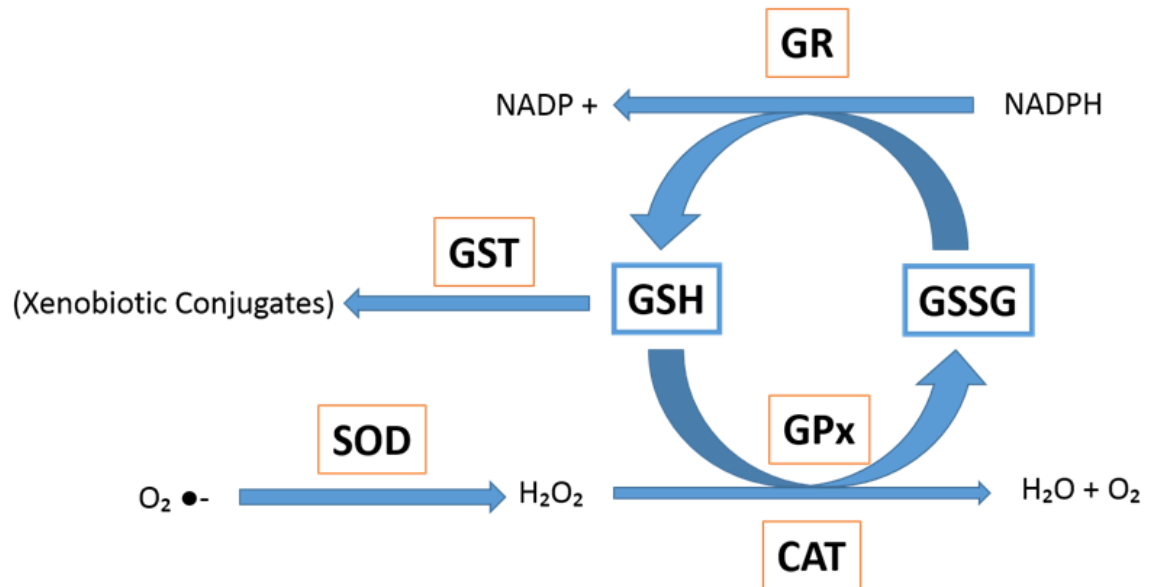 GR
NADP +
NADPH
GST
(Xenobiotic Conjugates)
GSH
GSSG
SOD
GPx
O₂ ●-
H₂O₂
H₂O + O₂
CAT